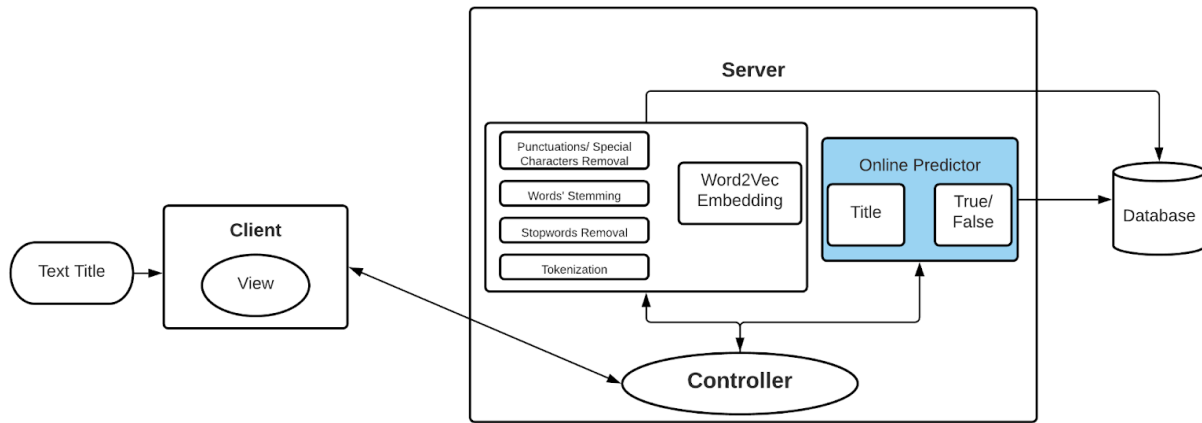 Server
Punctuations/ Special
Characters Removal
Words' Stemming
Stopwords Removal
Tokenization
Word2Vec
Embedding
Online Predictor
Title
True/
False
Database
Client
View
Text Title
Controller